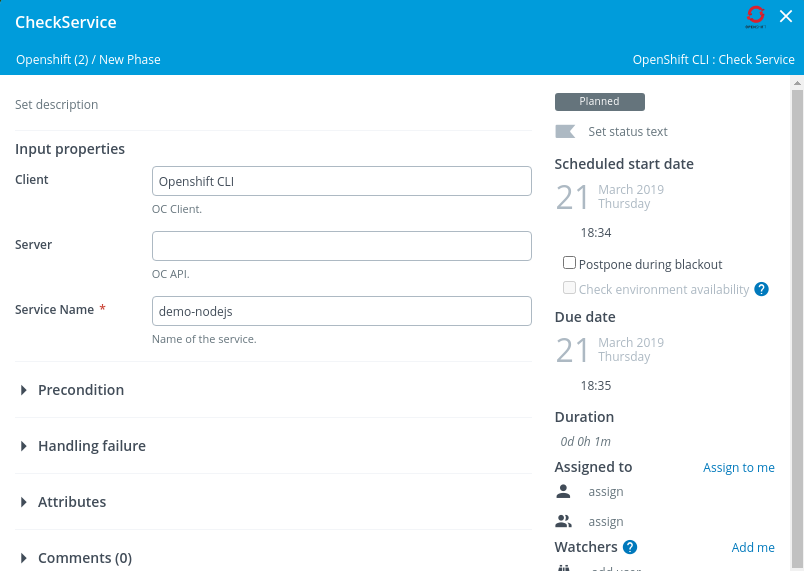 CheckService
Openshift (2) / New Phase
OpenShift CLI : Check Service
Set description
Input properties
Client
Openshift CLI
OC Client.
Server
OC API.
Service Name *
demo-nodejs
Name of the service.
Precondition
Handling failure
Attributes
Comments (0)
Planned
Set status text
Scheduled start date
21
March 2019
Thursday
18:34
Postpone during blackout
Check environment availability ?
Due date
21
March 2019
Thursday
18:35
Duration
0d 0h 1m
Assigned to
Assign to me
assign
assign
Watchers ?
Add me
add user